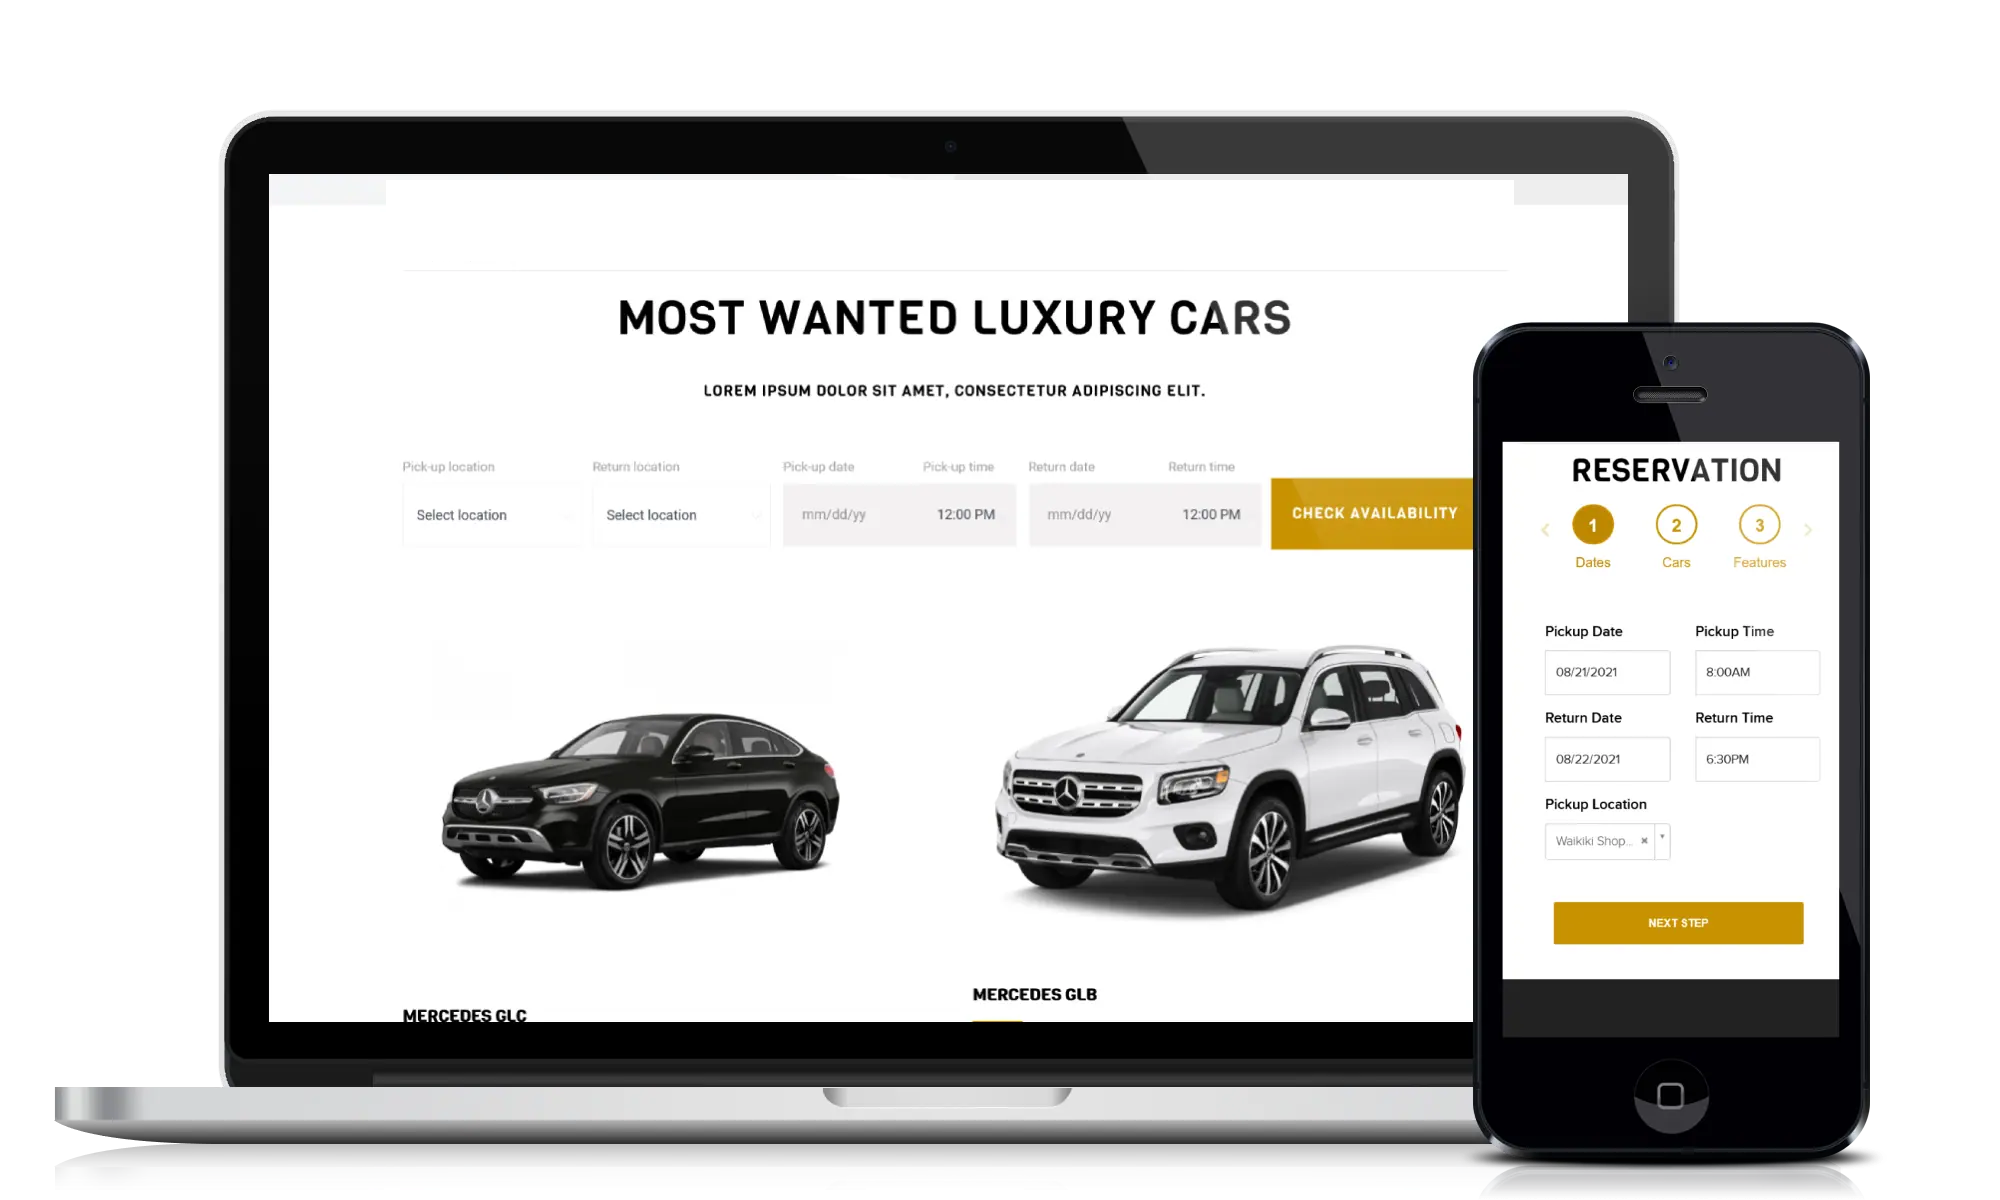 MOST WANTED LUXURY CARS
LOREM IPSUM DOLOR SIT AMET, CONSECTETUR ADIPISCING ELIT.
Pick-up location Return location Pick-up date Pick-up time Return date Return time
Select location Select location mm/dd/yy 12:00 PM mm/dd/yy 12:00 PM CHECK AVAILABILITY
MERCEDES GLC
MERCEDES GLB
RESERVATION
1 2 3
Dates Cars Features
Pickup Date Pickup Time
08/21/2021 8:00AM
Return Date Return Time
08/22/2021 6:30PM
Pickup Location
Waikiki Shop...
NEXT STEP